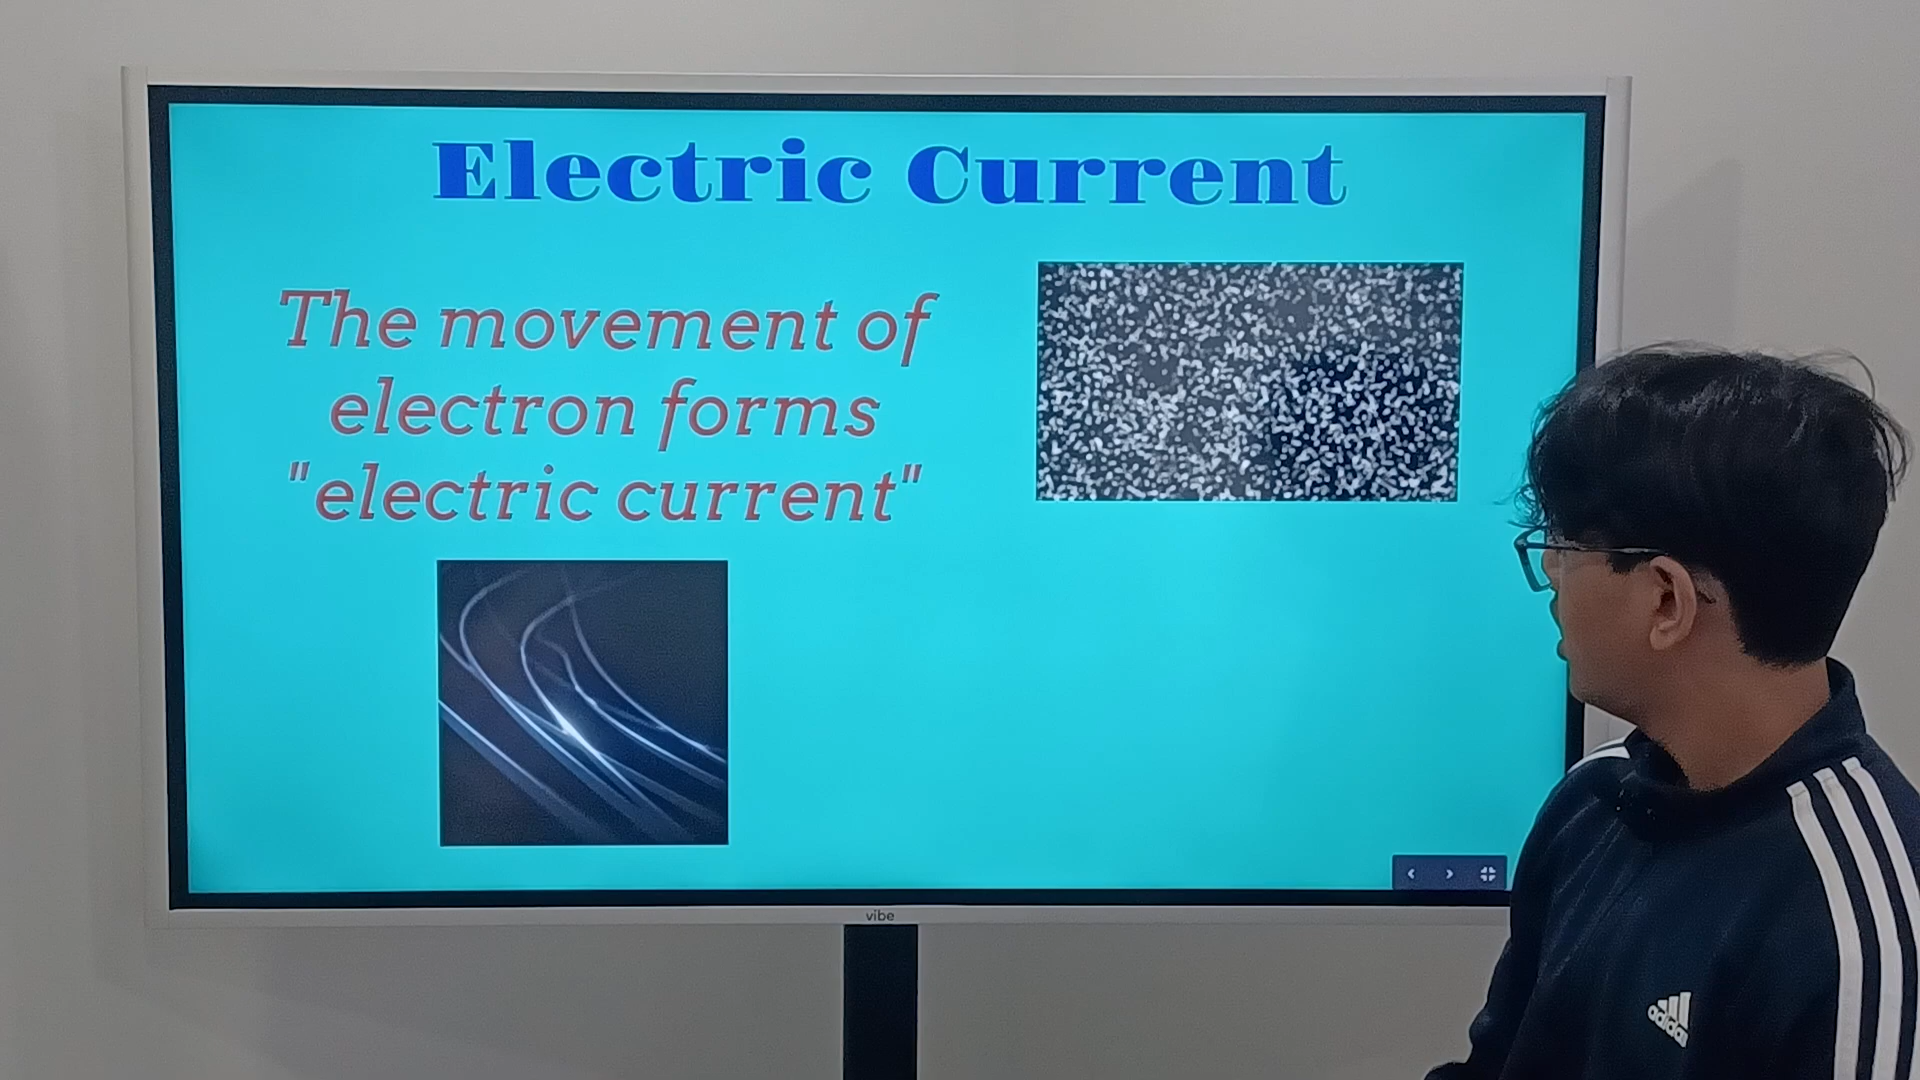 Electric Current
The movement of
electron forms
"electric current"
vibe
adidas